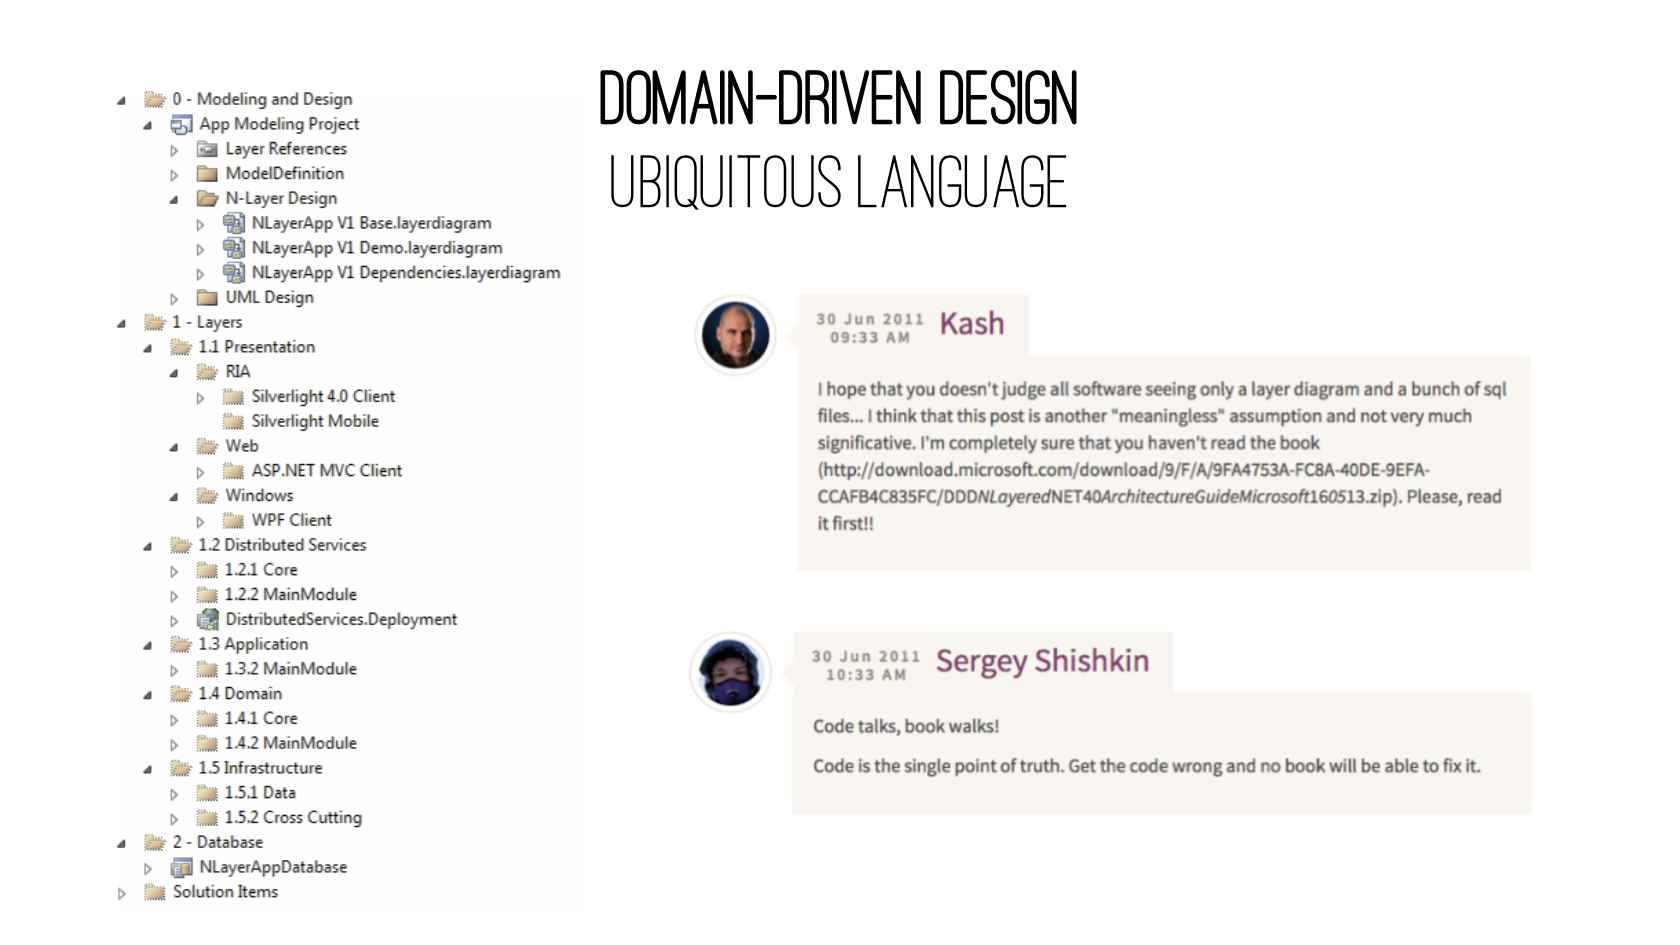 DOMAIN-DRIVEN DESIGN
UBIQUITOUS LANGUAGE
0 - Modeling and Design
App Modeling Project
Layer References
ModelDefinition
N-Layer Design
NLayerApp V1 Base.layerdiagram
NLayerApp V1 Demo.layerdiagram
NLayerApp V1 Dependencies.layerdiagram
UML Design
1 - Layers
1.1 Presentation
RIA
Silverlight 4.0 Client
Silverlight Mobile
Web
ASP.NET MVC Client
Windows
WPF Client
1.2 Distributed Services
1.2.1 Core
1.2.2 MainModule
DistributedServices.Deployment
1.3 Application
1.3.2 MainModule
1.4 Domain
1.4.1 Core
1.4.2 MainModule
1.5 Infrastructure
1.5.1 Data
1.5.2 Cross Cutting
2 - Database
NLayerAppDatabase
Solution Items
30 Jun 2011
09:33 AM
Kash
I hope that you doesn't judge all software seeing only a layer diagram and a bunch of sql
files... I think that this post is another "meaningless" assumption and not very much
significative. I'm completely sure that you haven't read the book
(http://download.microsoft.com/download/9/F/A/9FA4753A-FC8A-40DE-9EFA-
CCAFB4C835FC/DDDNLayeredNET40ArchitectureGuideMicrosoft160513.zip). Please, read
it first!!
30 Jun 2011
10:33 AM
Sergey Shishkin
Code talks, book walks!
Code is the single point of truth. Get the code wrong and no book will be able to fix it.